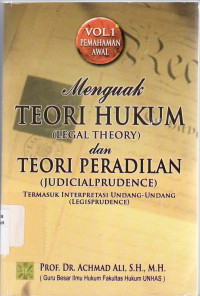 VOL.1
PEMAHAMAN
AWAL
Menguak
TEORI HUKUM
(LEGAL THEORY)
dan
TEORI PERADILAN
(JUDICIALPRUDENCE)
TERMASUK INTERPRETASI UNDANG-UNDANG
(LEGISPRUDENCE)
PROF. DR. ACHMAD ALI, S.H., M.H.
( Guru Besar Ilmu Hukum Fakultas Hukum UNHAS )